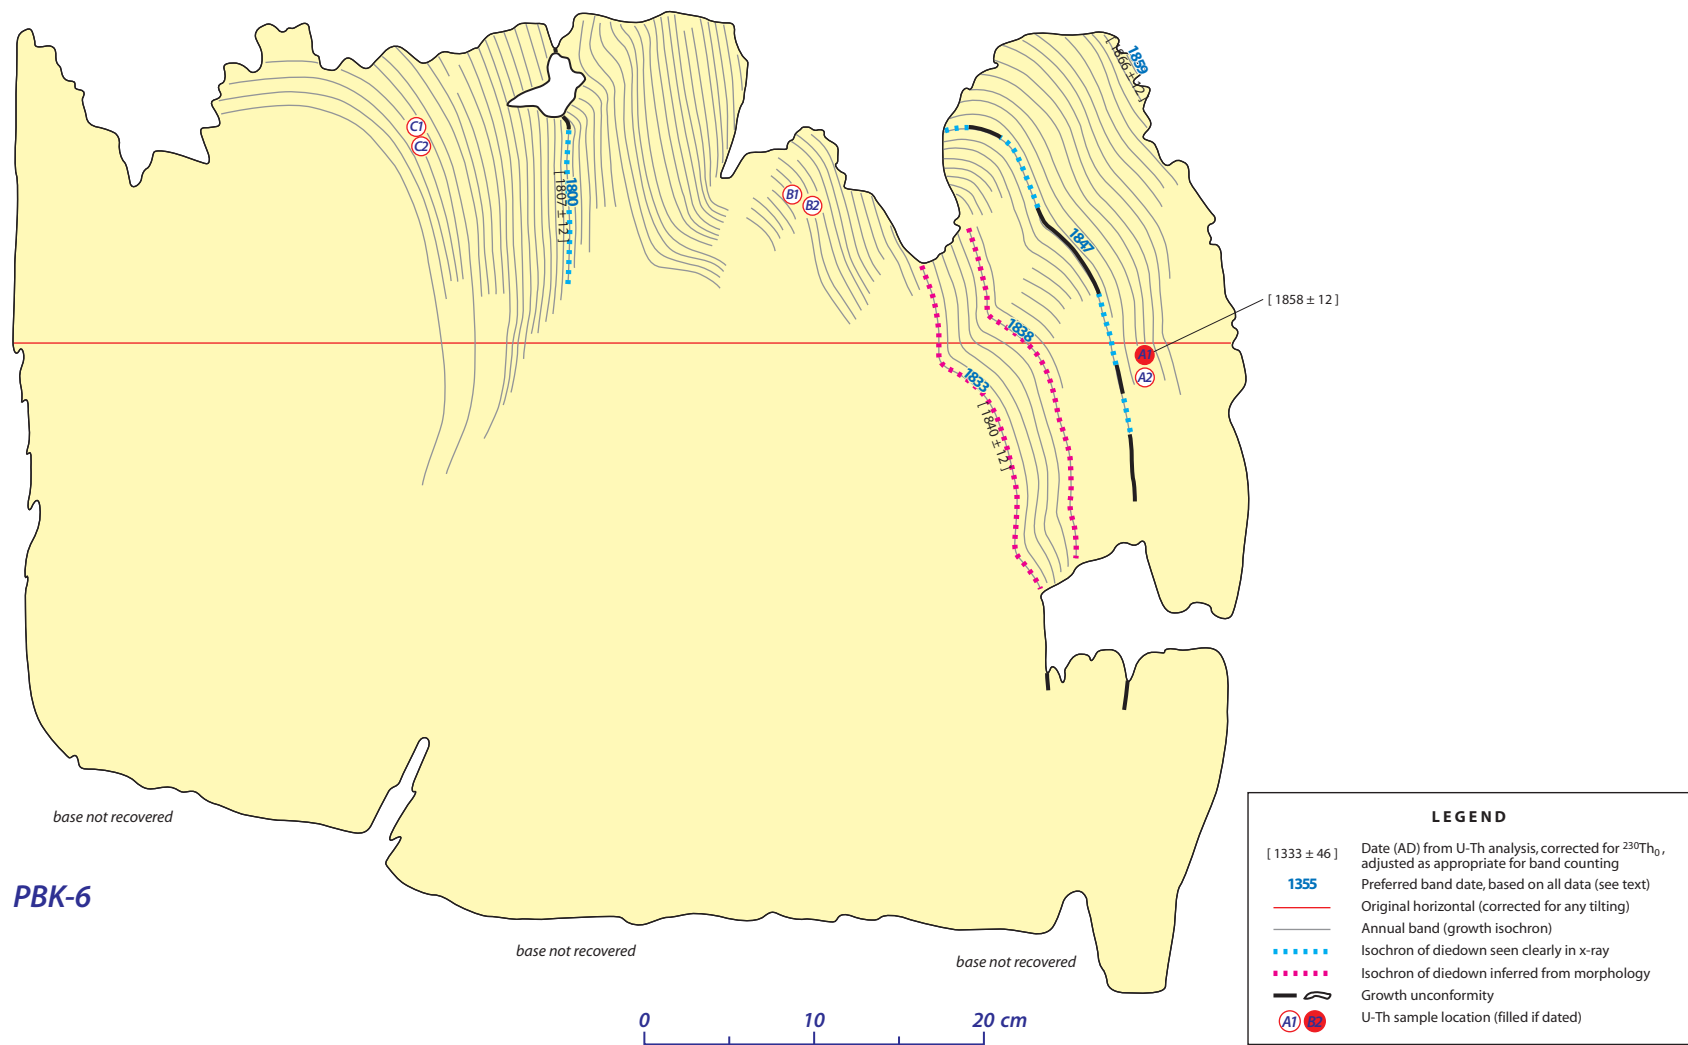 1859
[ 1866 ± 12 ]
C1
C2
1800
[ 1807 ± 12 ]
B1
B2
1847
[ 1858 ± 12 ]
1838
A1
A2
1833
[ 1840 ± 12 ]
base not recovered
PBK-6
base not recovered
base not recovered
0 10 20 cm
LEGEND
[ 1333 ± 46 ] Date (AD) from U-Th analysis, corrected for ²³⁰Th₀,
adjusted as appropriate for band counting
1355 Preferred band date, based on all data (see text)
Original horizontal (corrected for any tilting)
Annual band (growth isochron)
Isochron of diedown seen clearly in x-ray
Isochron of diedown inferred from morphology
Growth unconformity
A1 B2 U-Th sample location (filled if dated)